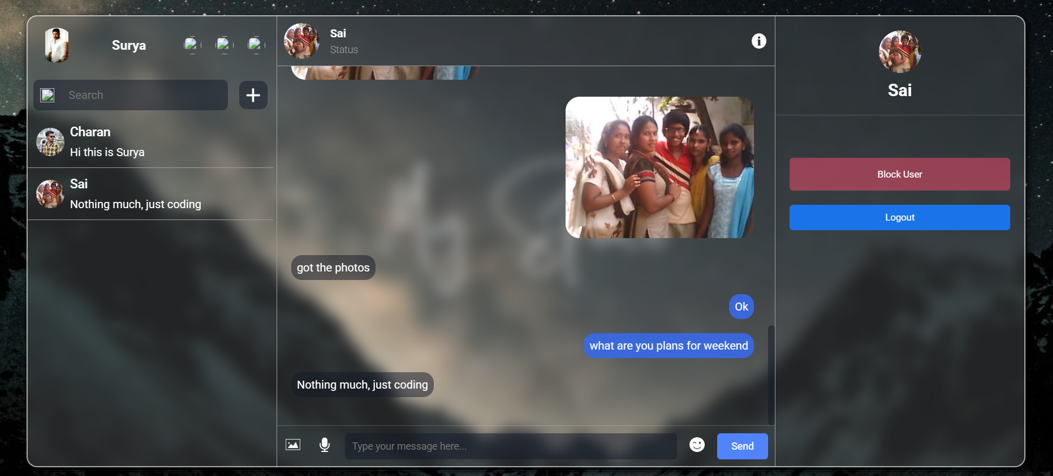 Surya
Search
Charan
Hi this is Surya
Sai
Nothing much, just coding
Sai
Status
got the photos
Ok
what are you plans for weekend
Nothing much, just coding
Type your message here...
Send
Sai
Block User
Logout